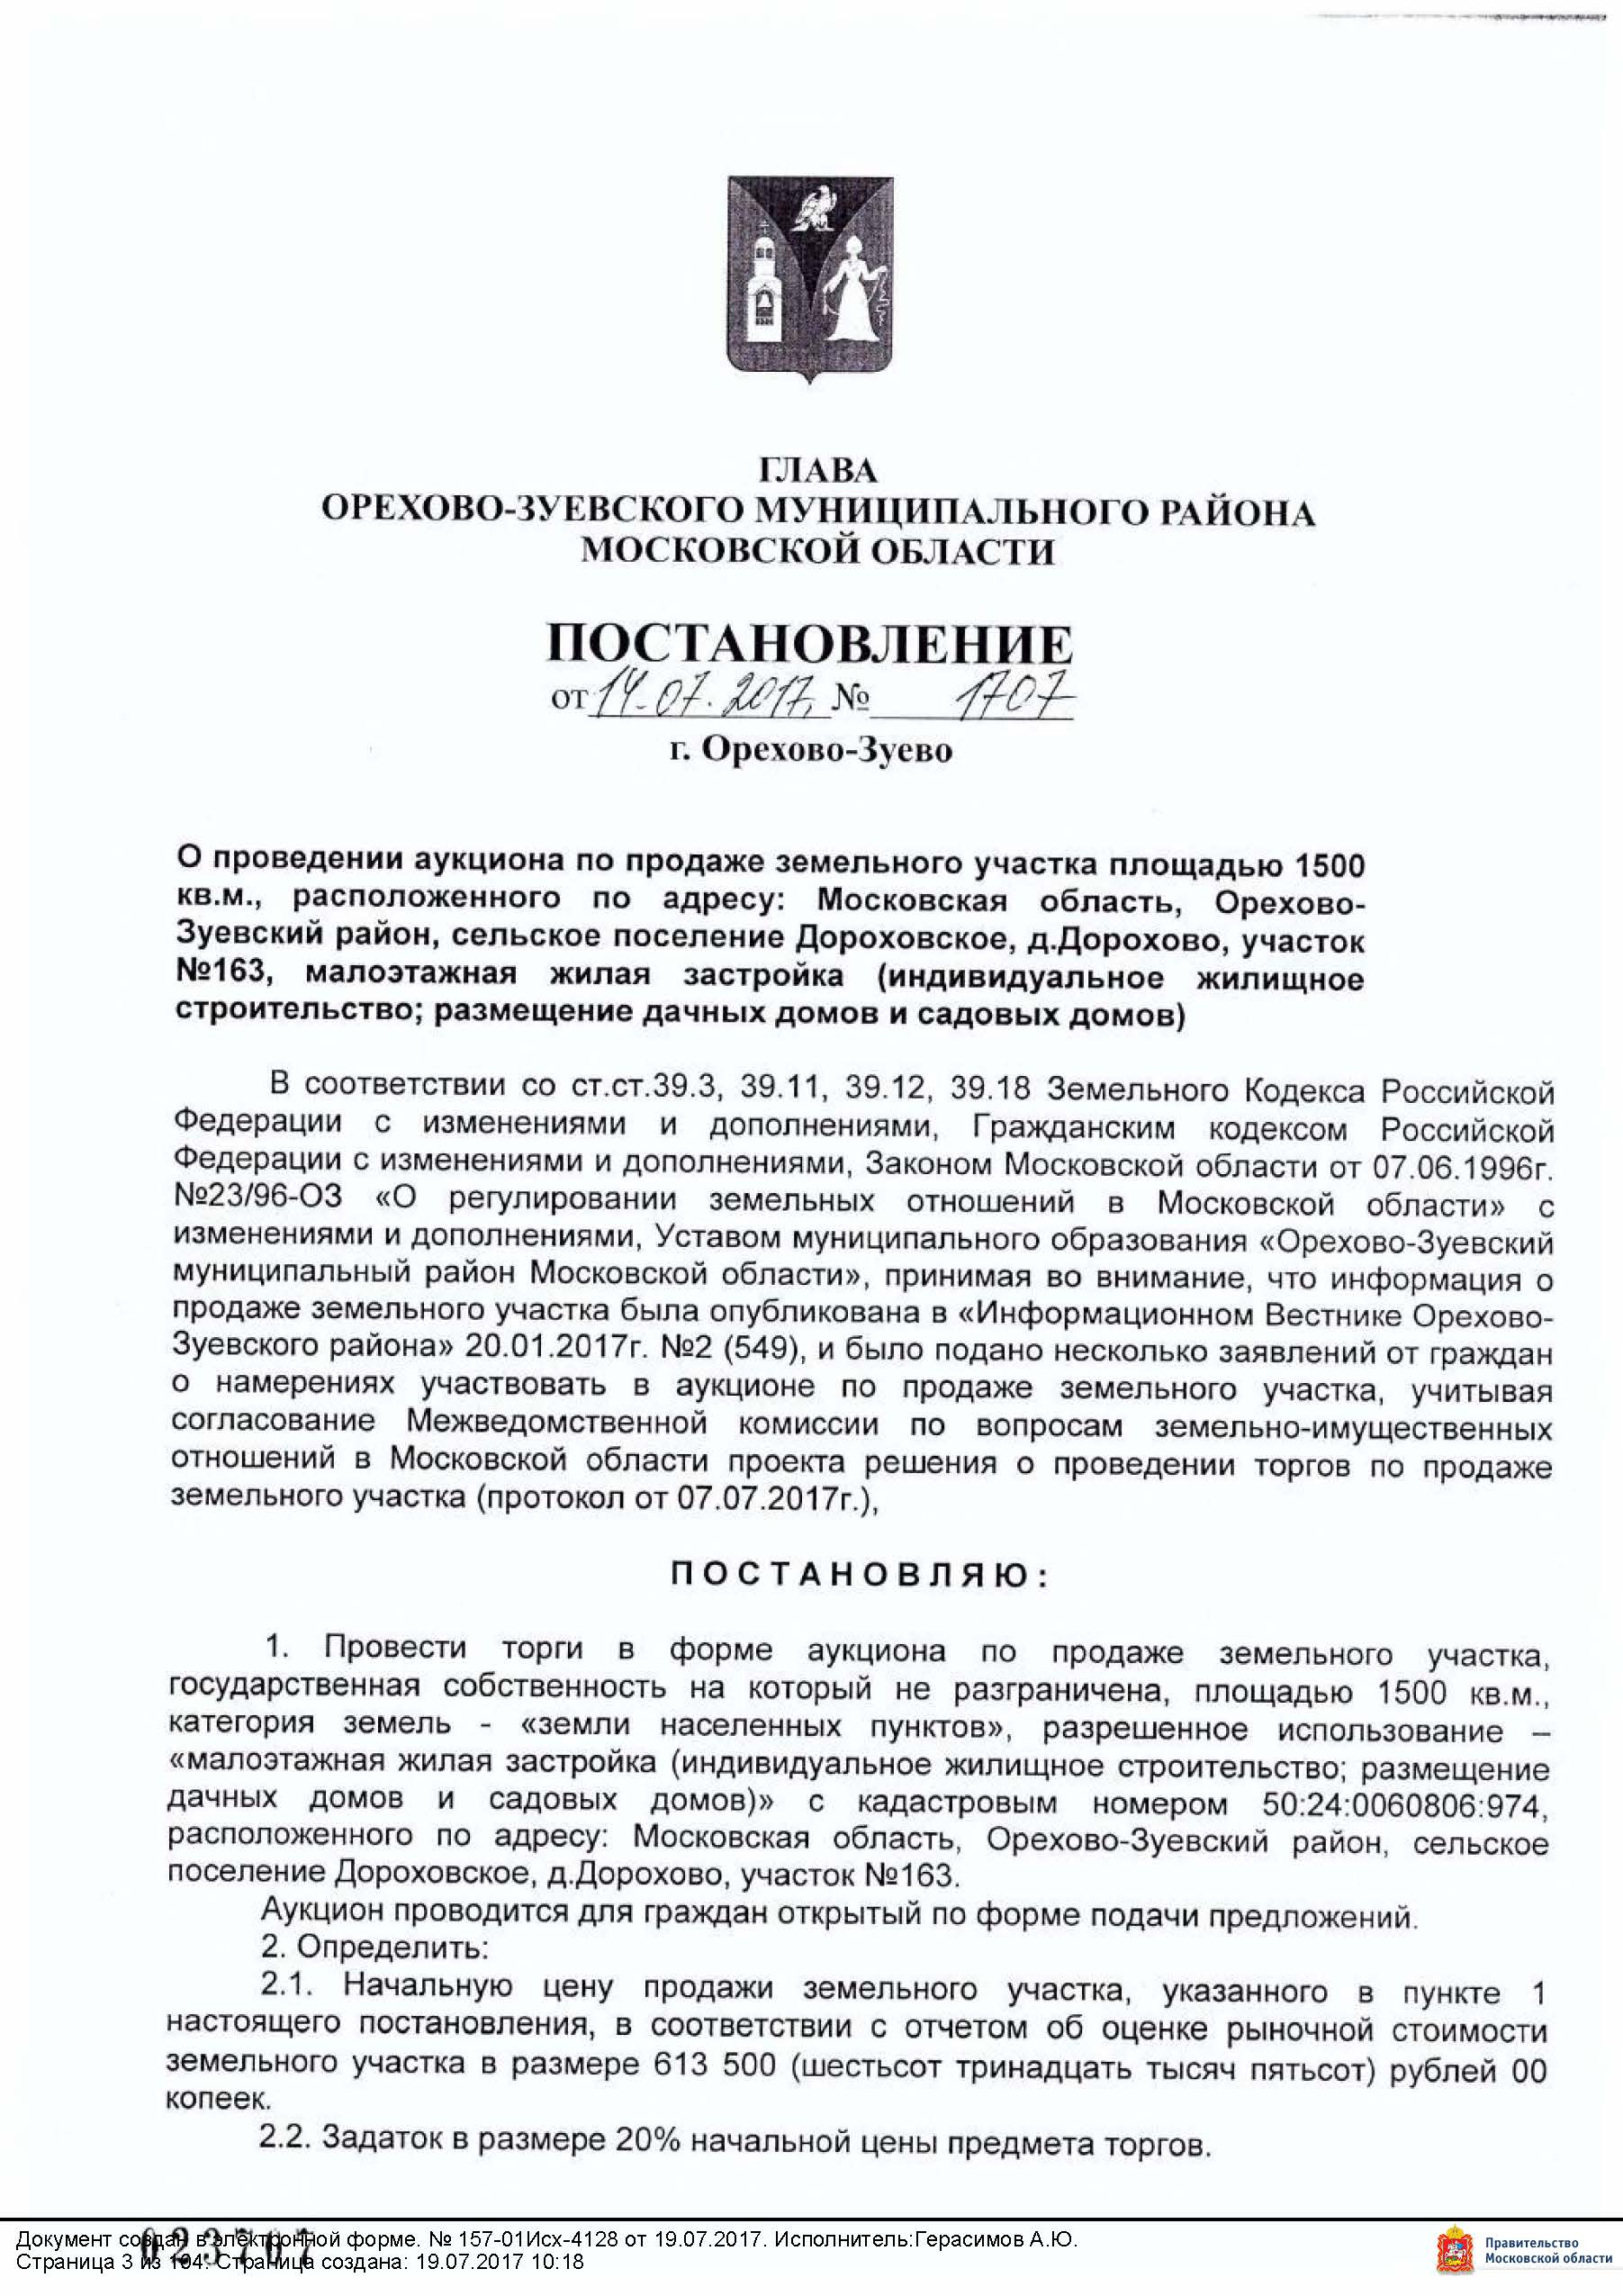 ГЛАВА
ОРЕХОВО-ЗУЕВСКОГО МУНИЦИПАЛЬНОГО РАЙОНА
МОСКОВСКОЙ ОБЛАСТИ
ПОСТАНОВЛЕНИЕ
от 14.07.2017, № 1707
г. Орехово-Зуево
О проведении аукциона по продаже земельного участка площадью 1500
кв.м., расположенного по адресу: Московская область, Орехово-
Зуевский район, сельское поселение Дороховское, д.Дорохово, участок
№163, малоэтажная жилая застройка (индивидуальное жилищное
строительство; размещение дачных домов и садовых домов)
В соответствии со ст.ст.39.3, 39.11, 39.12, 39.18 Земельного Кодекса Российской
Федерации с изменениями и дополнениями, Гражданским кодексом Российской
Федерации с изменениями и дополнениями, Законом Московской области от 07.06.1996г.
№23/96-ОЗ «О регулировании земельных отношений в Московской области» с
изменениями и дополнениями, Уставом муниципального образования «Орехово-Зуевский
муниципальный район Московской области», принимая во внимание, что информация о
продаже земельного участка была опубликована в «Информационном Вестнике Орехово-
Зуевского района» 20.01.2017г. №2 (549), и было подано несколько заявлений от граждан
о намерениях участвовать в аукционе по продаже земельного участка, учитывая
согласование Межведомственной комиссии по вопросам земельно-имущественных
отношений в Московской области проекта решения о проведении торгов по продаже
земельного участка (протокол от 07.07.2017г.),
ПОСТАНОВЛЯЮ:
1. Провести торги в форме аукциона по продаже земельного участка,
государственная собственность на который не разграничена, площадью 1500 кв.м.,
категория земель - «земли населенных пунктов», разрешенное использование –
«малоэтажная жилая застройка (индивидуальное жилищное строительство; размещение
дачных домов и садовых домов)» с кадастровым номером 50:24:0060806:974,
расположенного по адресу: Московская область, Орехово-Зуевский район, сельское
поселение Дороховское, д.Дорохово, участок №163.
Аукцион проводится для граждан открытый по форме подачи предложений.
2. Определить:
2.1. Начальную цену продажи земельного участка, указанного в пункте 1
настоящего постановления, в соответствии с отчетом об оценке рыночной стоимости
земельного участка в размере 613 500 (шестьсот тринадцать тысяч пятьсот) рублей 00
копеек.
2.2. Задаток в размере 20% начальной цены предмета торгов.
023707
Документ создан в электронной форме. № 157-01Исх-4128 от 19.07.2017. Исполнитель:Герасимов А.Ю.
Страница 3 из 164. Страница создана: 19.07.2017 10:18
Правительство
Московской области